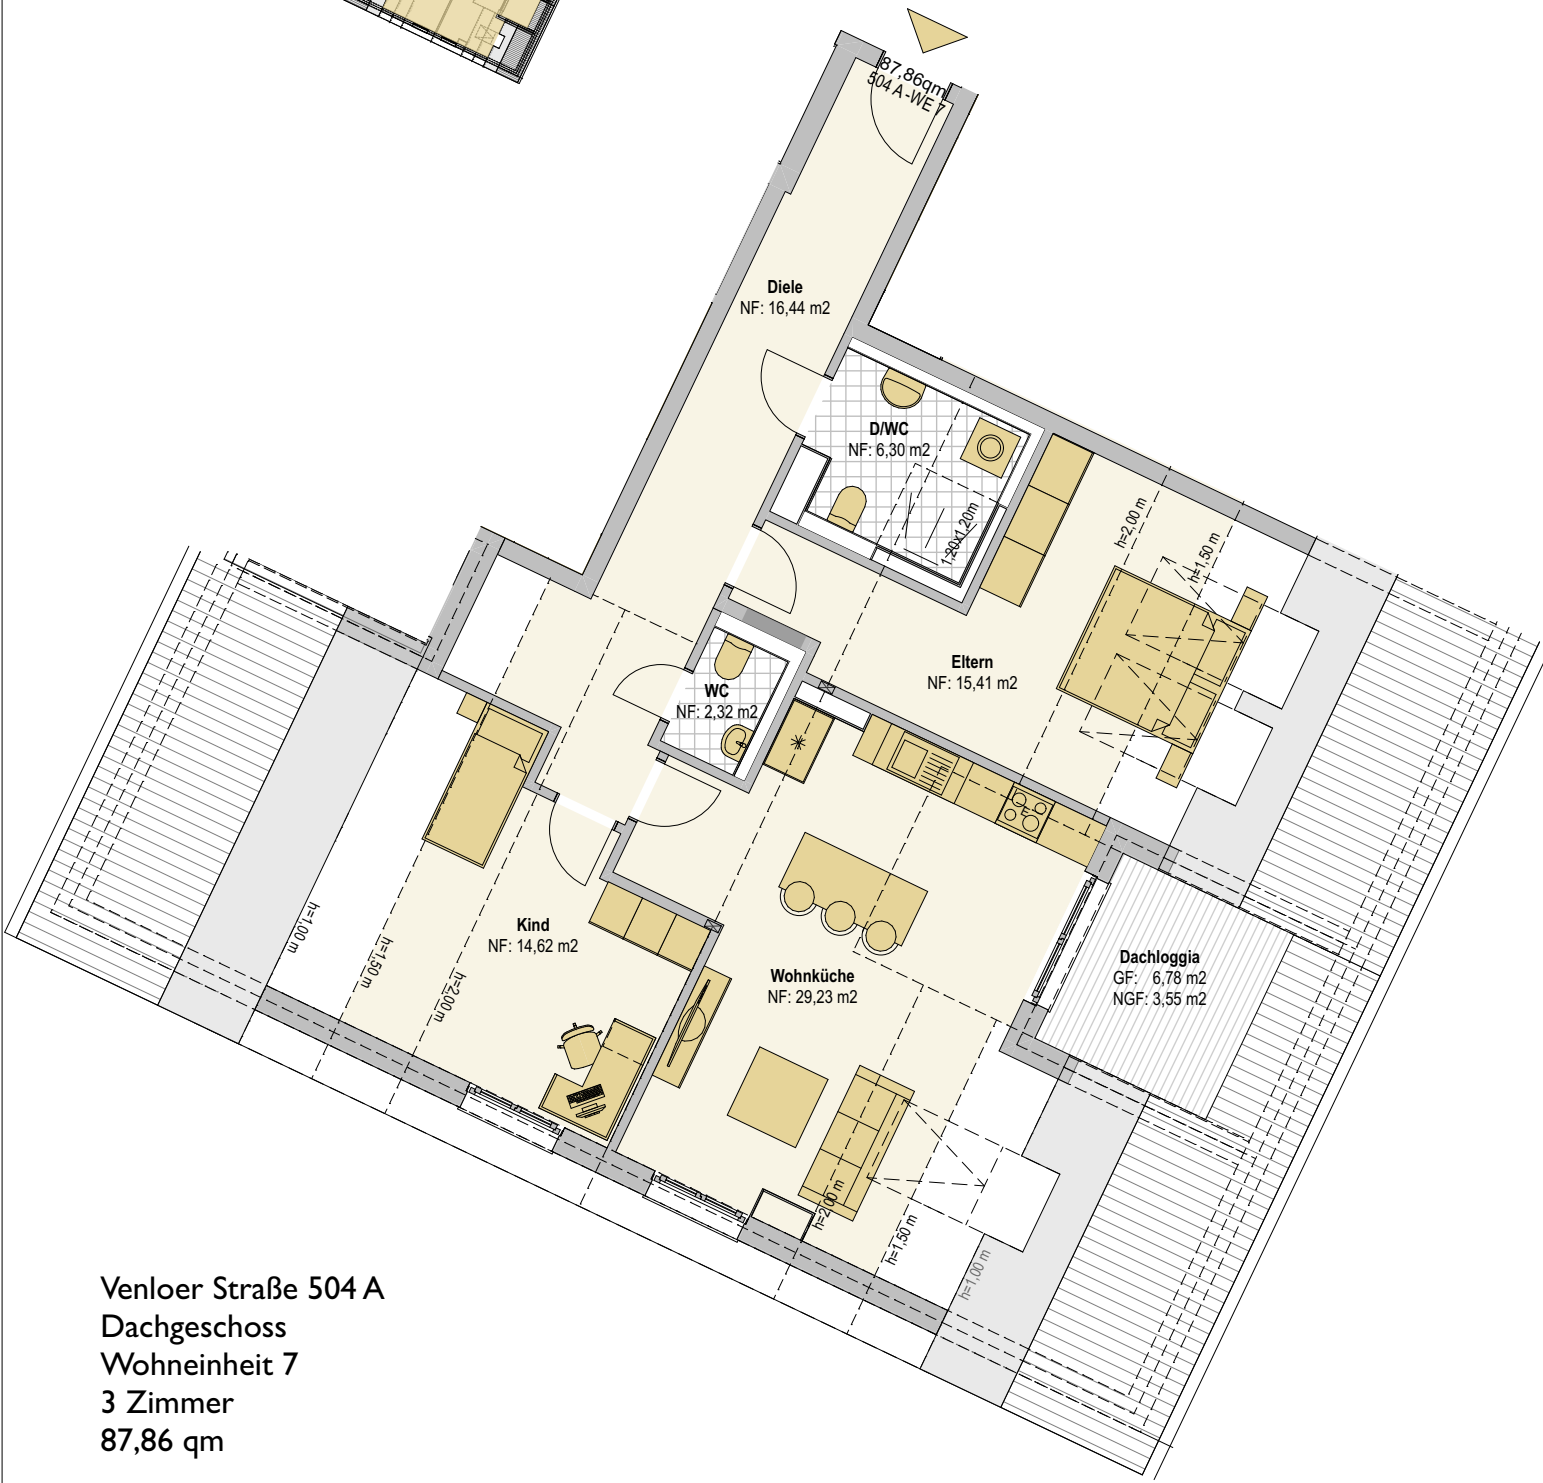 87,86qm
504 A -WE 7
Diele
NF: 16,44 m2
D/WC
NF: 6,30 m2
1,20x1,20m
h=2,00 m
h=1,50 m
Eltern
NF: 15,41 m2
WC
NF: 2,32 m2
Kind
NF: 14,62 m2
h=1,00 m
h=1,50 m
h=2,00 m
Wohnküche
NF: 29,23 m2
Dachloggia
GF: 6,78 m2
NGF: 3,55 m2
h=2,00 m
h=1,50 m
h=1,00 m
Venloer Straße 504 A
Dachgeschoss
Wohneinheit 7
3 Zimmer
87,86 qm